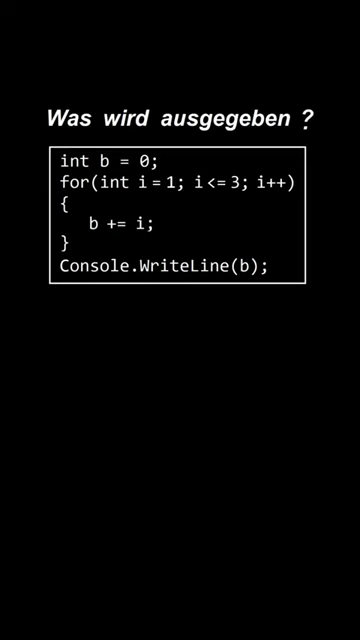 Was wird ausgegeben ?
int b = 0;
for(int i = 1; i <= 3; i++)
{
b += i;
}
Console.WriteLine(b);